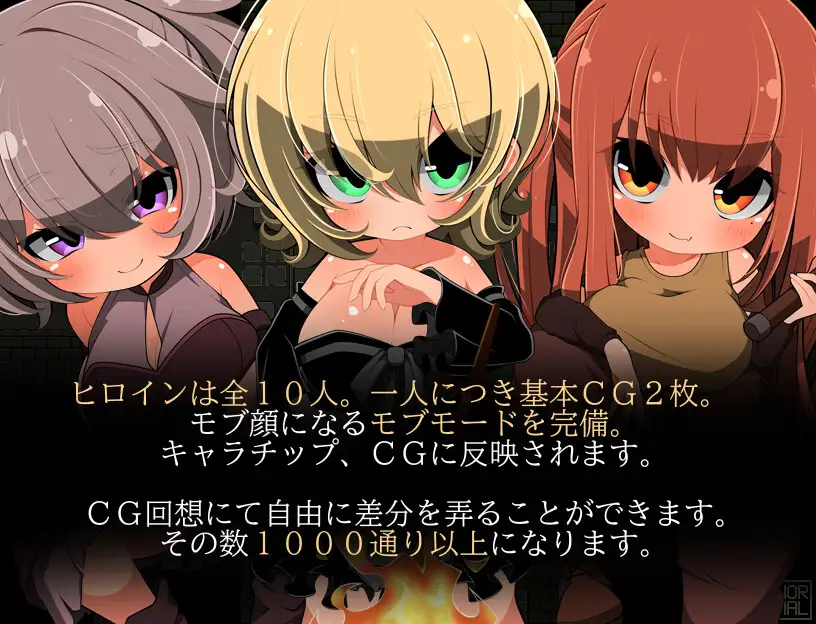 ヒロインは全１０人。一人につき基本ＣＧ２枚。
モブ顔になるモブモードを完備。
キャラチップ、ＣＧに反映されます。
ＣＧ回想にて自由に差分を弄ることができます。
その数１０００通り以上になります。